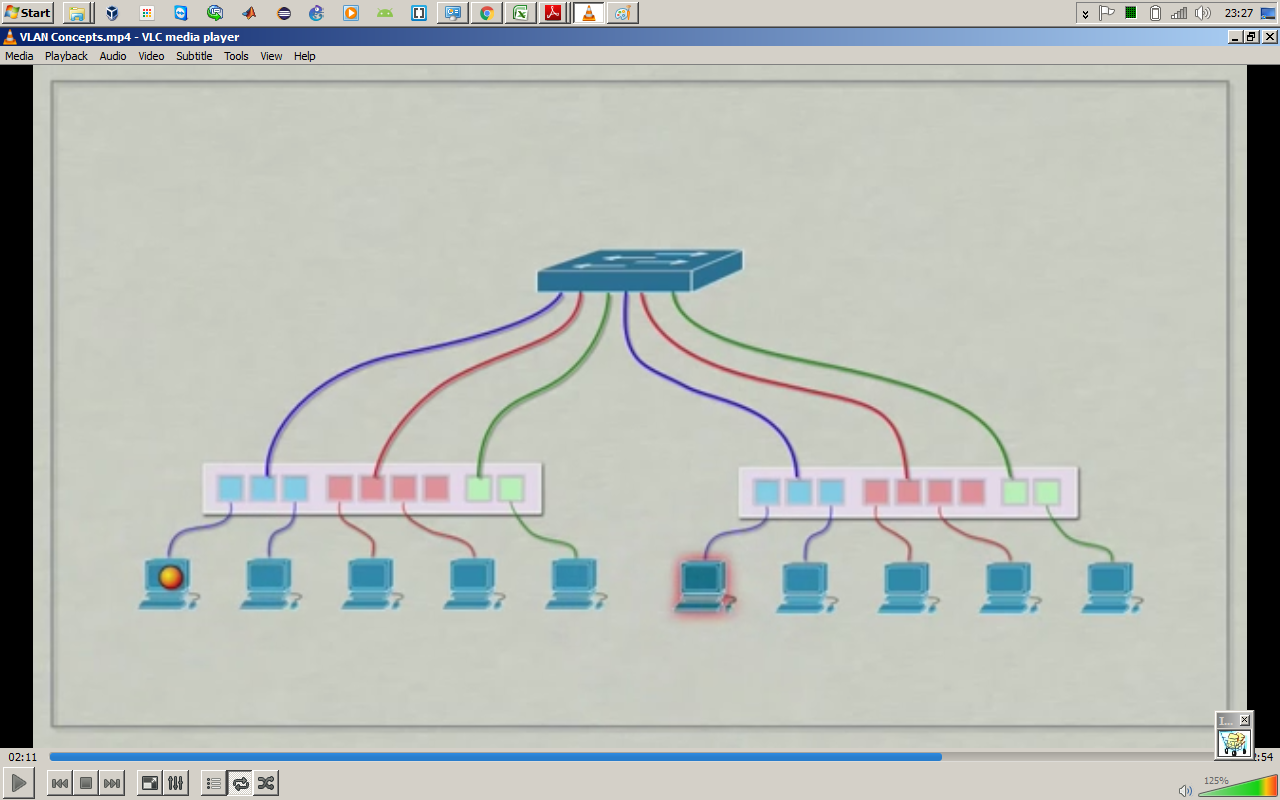 Start
23:27
VLAN Concepts.mp4 - VLC media player
Media Playback Audio Video Subtitle Tools View Help
I...
02:11
:54
125%